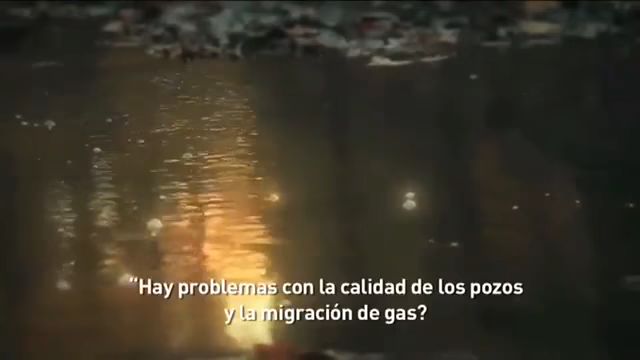 “Hay problemas con la calidad de los pozos
y la migración de gas?